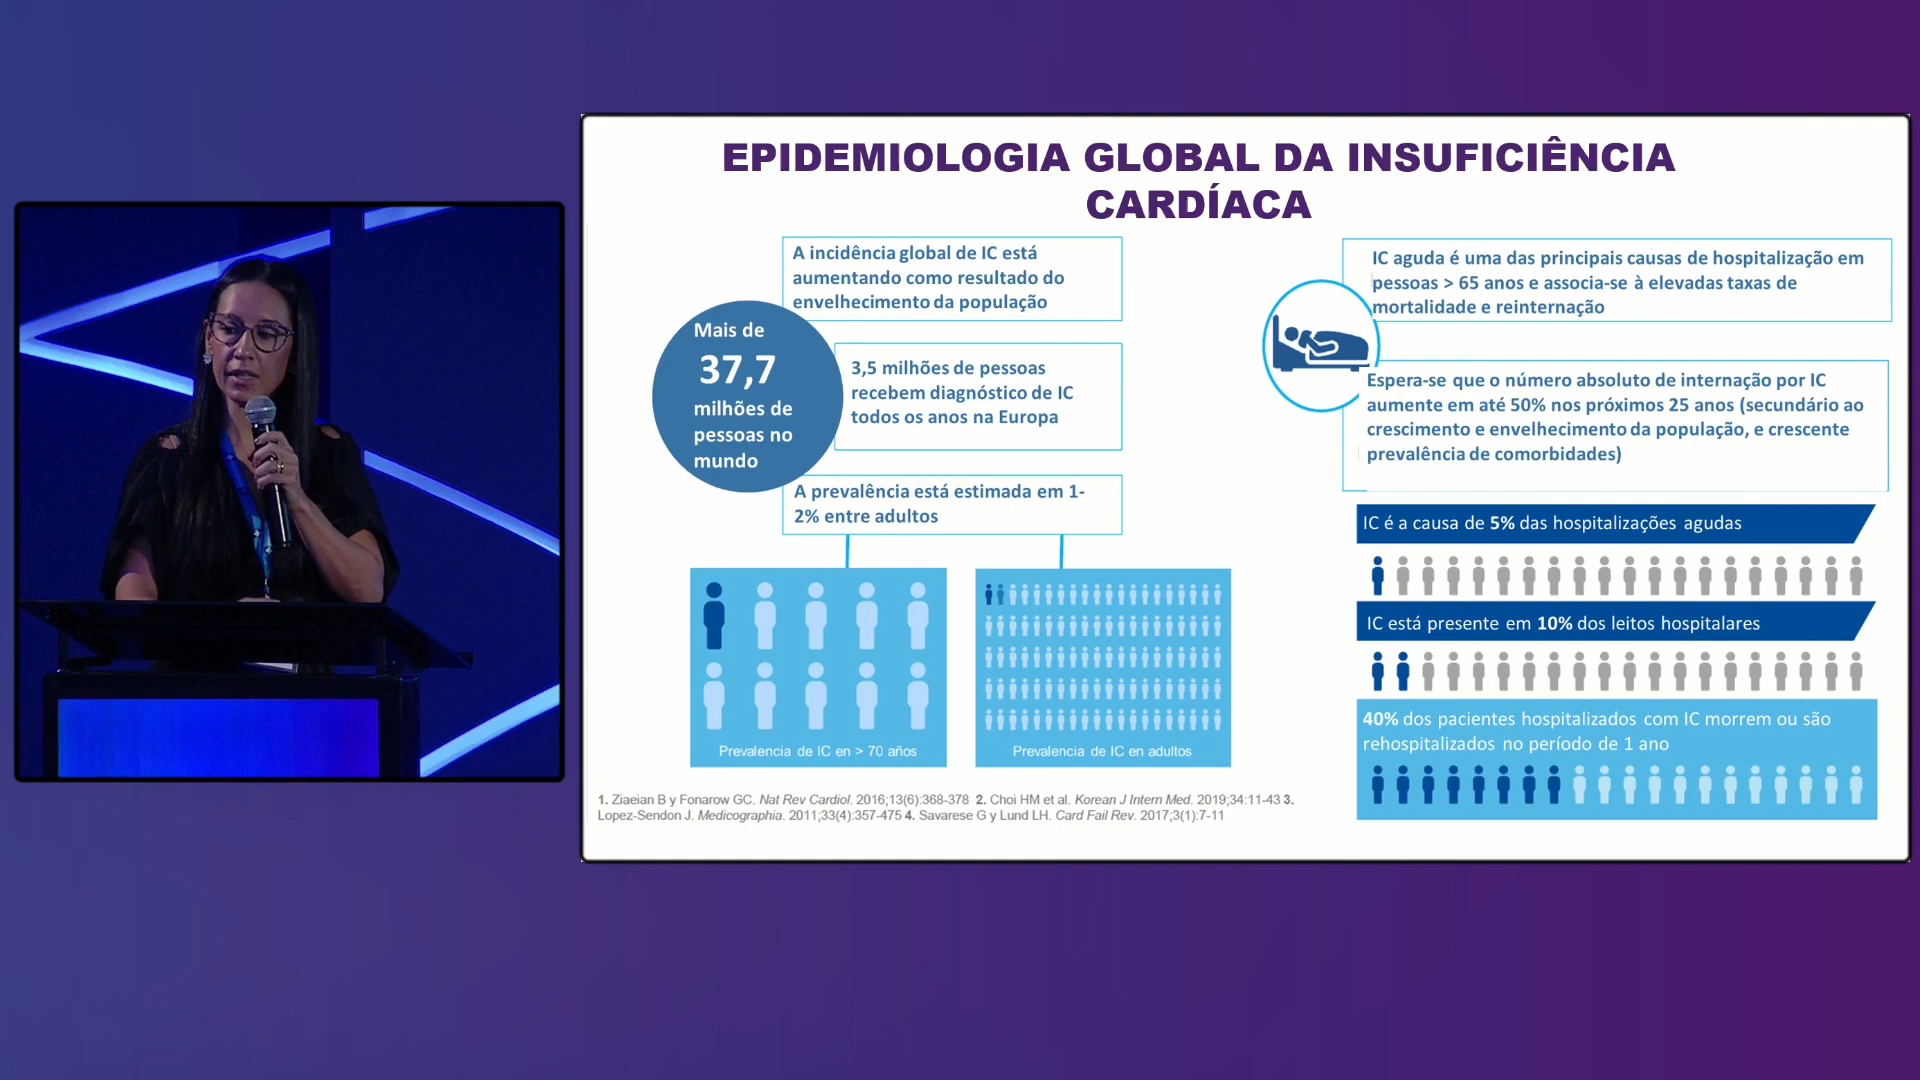 EPIDEMIOLOGIA GLOBAL DA INSUFICIÊNCIA
CARDÍACA
A incidência global de IC está
aumentando como resultado do
envelhecimento da população
Mais de
37,7
milhões de
pessoas no
mundo
3,5 milhões de pessoas
recebem diagnóstico de IC
todos os anos na Europa
A prevalência está estimada em 1-
2% entre adultos
Prevalencia de IC en > 70 años
Prevalencia de IC en adultos
1. Ziaeian B y Fonarow GC. Nat Rev Cardiol. 2016;13(6):368-378 2. Choi HM et al. Korean J Intern Med. 2019;34:11-43 3.
Lopez-Sendon J. Medicographia. 2011;33(4):357-475 4. Savarese G y Lund LH. Card Fail Rev. 2017;3(1):7-11
IC aguda é uma das principais causas de hospitalização em
pessoas > 65 anos e associa-se à elevadas taxas de
mortalidade e reinternação
Espera-se que o número absoluto de internação por IC
aumente em até 50% nos próximos 25 anos (secundário ao
crescimento e envelhecimento da população, e crescente
prevalência de comorbidades)
IC é a causa de 5% das hospitalizações agudas
IC está presente em 10% dos leitos hospitalares
40% dos pacientes hospitalizados com IC morrem ou são
rehospitalizados no período de 1 ano